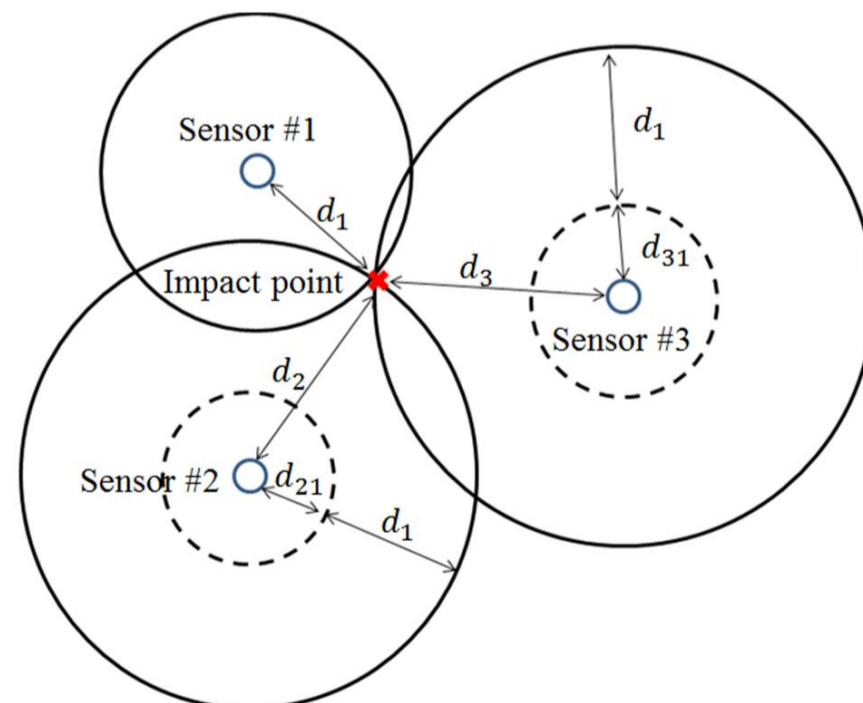 Sensor #1
d₁
d₁
d₃₁
Impact point
d₃
Sensor #3
d₂
Sensor #2
d₂₁
d₁